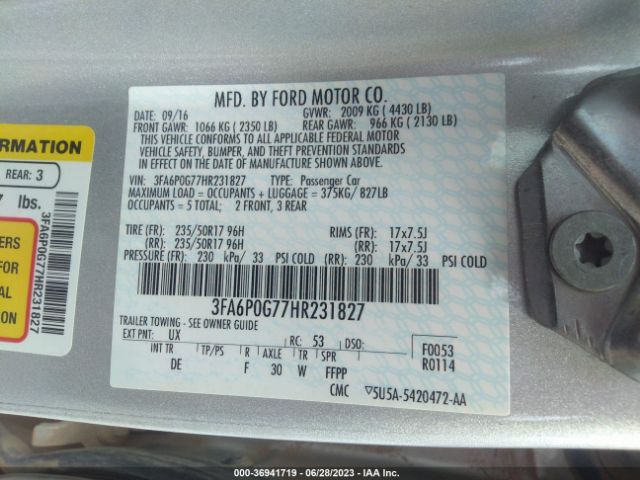 MFD. BY FORD MOTOR CO.
DATE: 09/16 GVWR: 2009 KG ( 4430 LB)
FRONT GAWR: 1066 KG ( 2350 LB) REAR GAWR: 966 KG ( 2130 LB)
THIS VEHICLE CONFORMS TO ALL APPLICABLE FEDERAL MOTOR
VEHICLE SAFETY, BUMPER, AND THEFT PREVENTION STANDARDS
IN EFFECT ON THE DATE OF MANUFACTURE SHOWN ABOVE.
VIN: 3FA6P0G77HR231827 TYPE: Passenger Car
MAXIMUM LOAD = OCCUPANTS + LUGGAGE = 375KG/ 827LB
OCCUPANTS = 5 TOTAL; 2 FRONT, 3 REAR
TIRE (FR): 235/50R17 96H RIMS (FR): 17x7.5J
(RR): 235/50R17 96H (RR): 17x7.5J
PRESSURE (FR): 230 kPa/ 33 PSI COLD (RR): 230 kPa/ 33 PSI COLD
3FA6P0G77HR231827
TRAILER TOWING - SEE OWNER GUIDE
EXT PNT: UX RC: 53 DSO:
INT TR TP/PS R AXLE TR SPR
DE F 30 W FFPP
F0053
R0114
CMC 5U5A-5420472-AA
ORMATION
REAR: 3
lbs.
ERS
FOR
AL
3FA6P0G77HR231827
000-36941719 - 06/28/2023 - IAA Inc.